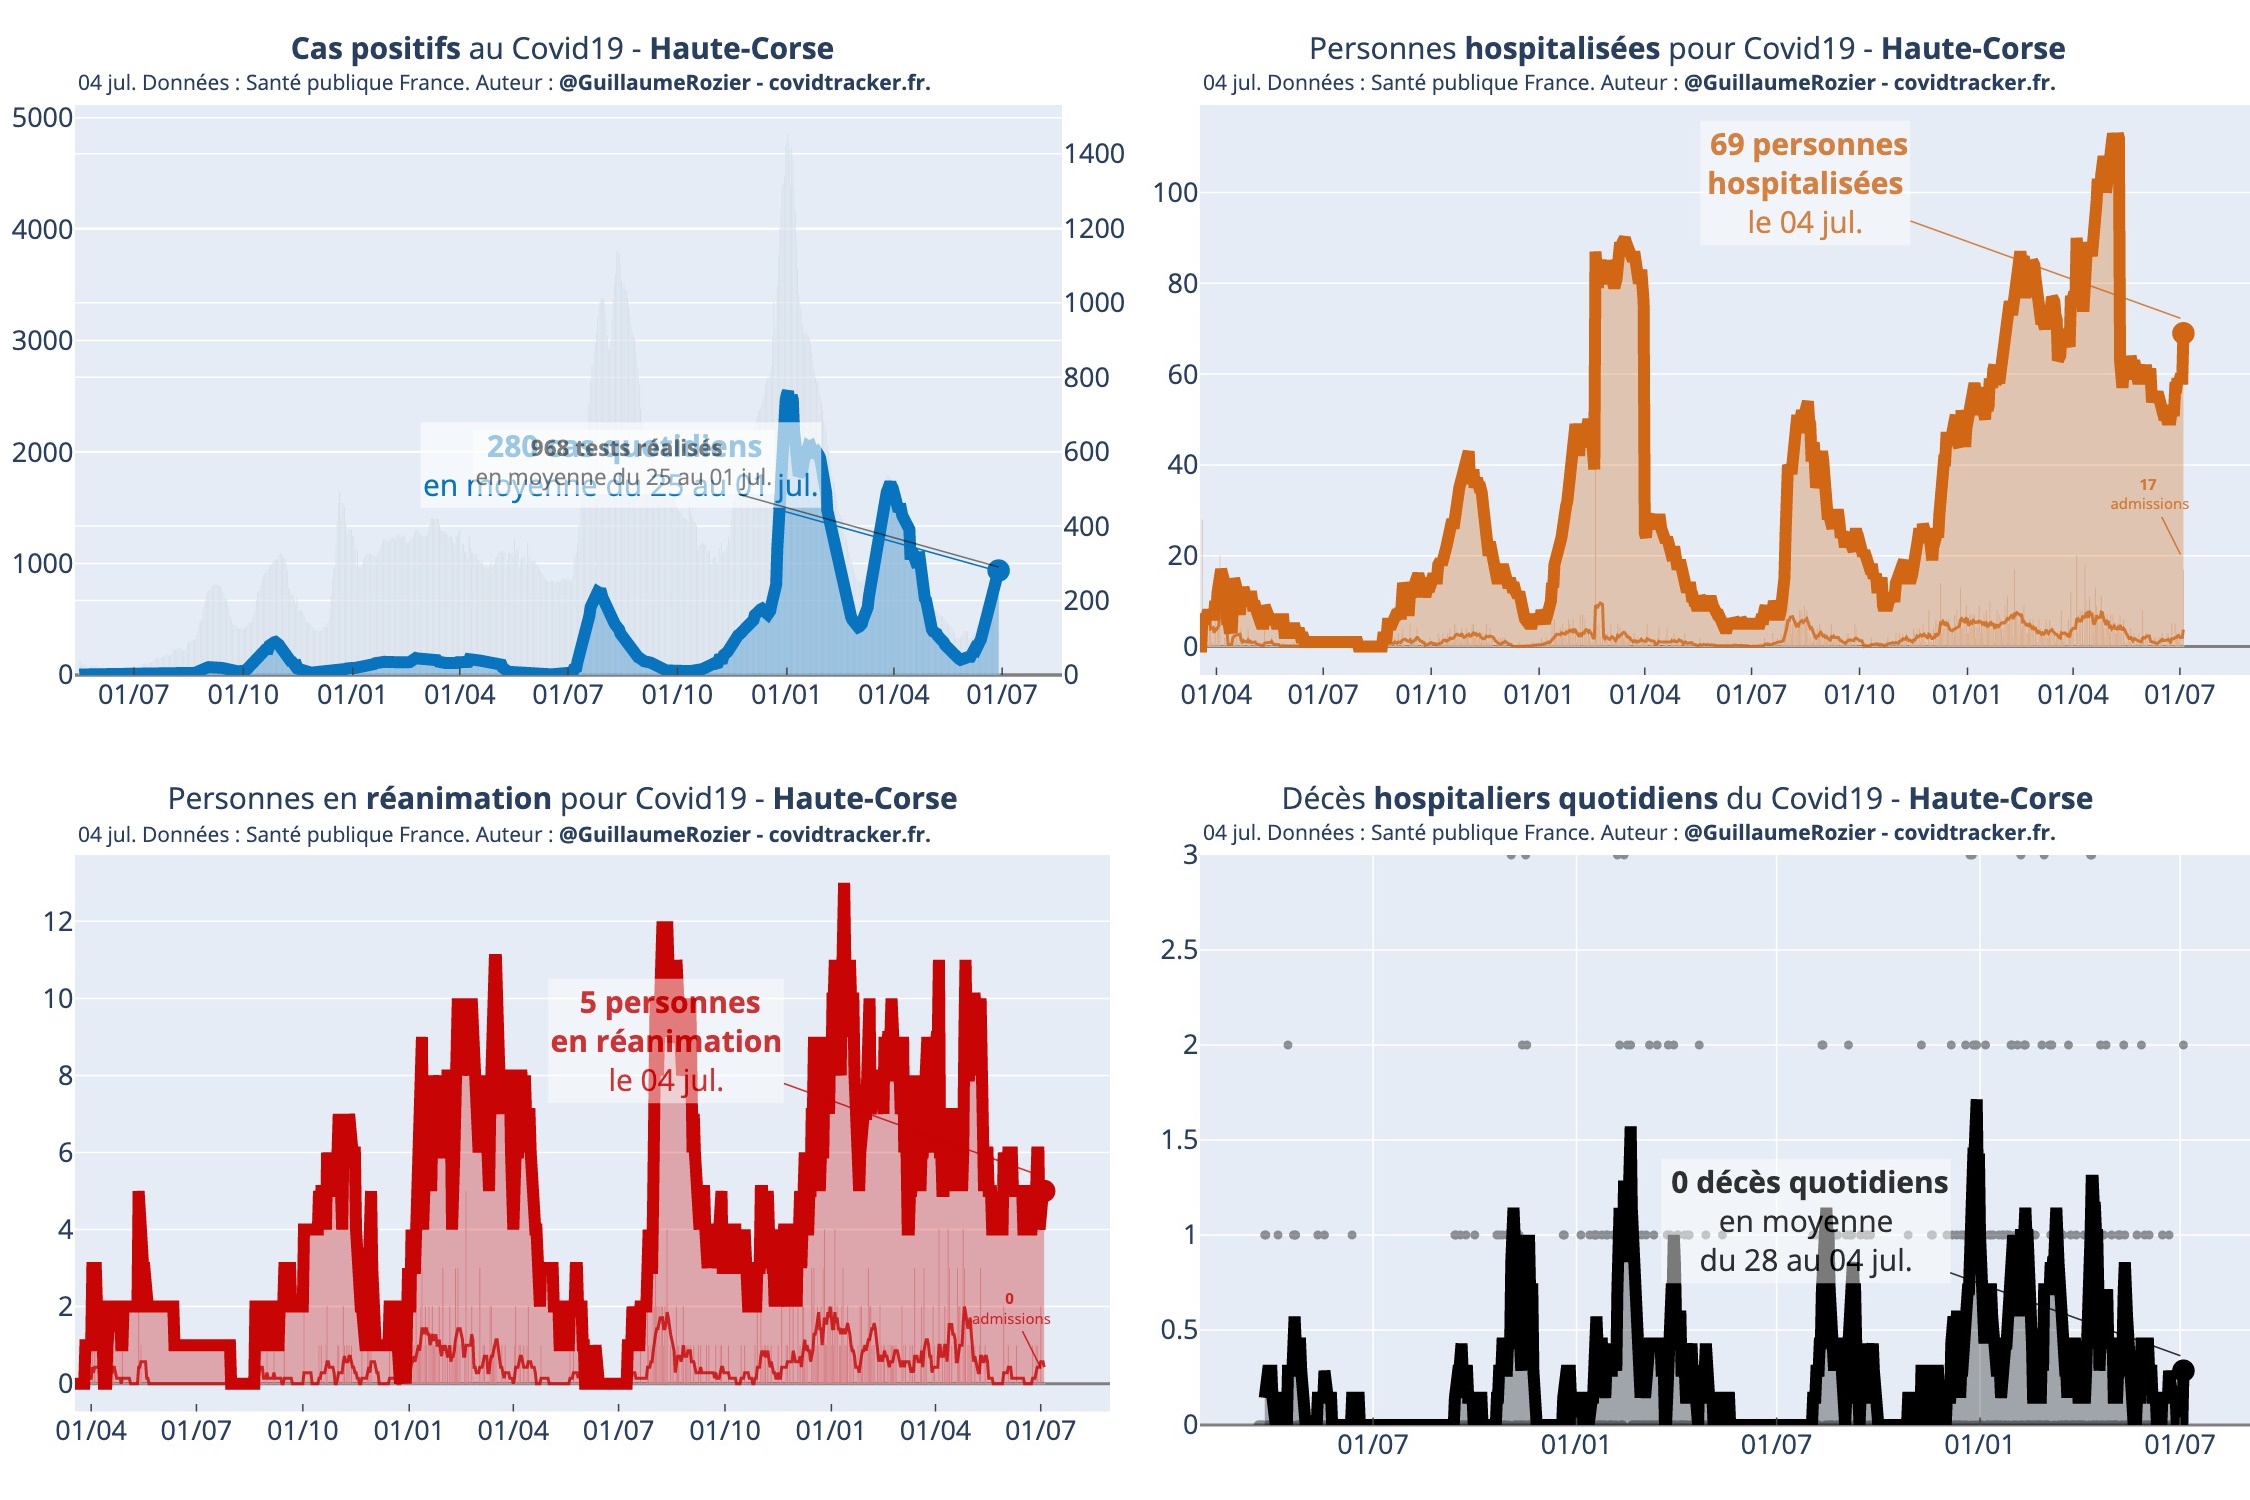 Cas positifs au Covid19 - Haute-Corse
04 jul. Données : Santé publique France. Auteur : @GuillaumeRozier - covidtracker.fr.
5000
4000
3000
2000
1000
0
1400
1200
1000
800
600
400
200
0
280 cas quotidiens
en moyenne du 25 au 01 jul.
968 tests réalisés
en moyenne du 25 au 01 jul.
01/07 01/10 01/01 01/04 01/07 01/10 01/01 01/04 01/07
Personnes hospitalisées pour Covid19 - Haute-Corse
04 jul. Données : Santé publique France. Auteur : @GuillaumeRozier - covidtracker.fr.
100
80
60
40
20
0
69 personnes
hospitalisées
le 04 jul.
17
admissions
01/04 01/07 01/10 01/01 01/04 01/07 01/10 01/01 01/04 01/07
Personnes en réanimation pour Covid19 - Haute-Corse
04 jul. Données : Santé publique France. Auteur : @GuillaumeRozier - covidtracker.fr.
12
10
8
6
4
2
0
5 personnes
en réanimation
le 04 jul.
0
admissions
01/04 01/07 01/10 01/01 01/04 01/07 01/10 01/01 01/04 01/07
Décès hospitaliers quotidiens du Covid19 - Haute-Corse
04 jul. Données : Santé publique France. Auteur : @GuillaumeRozier - covidtracker.fr.
3
2.5
2
1.5
1
0.5
0
0 décès quotidiens
en moyenne
du 28 au 04 jul.
01/07 01/01 01/07 01/01 01/07